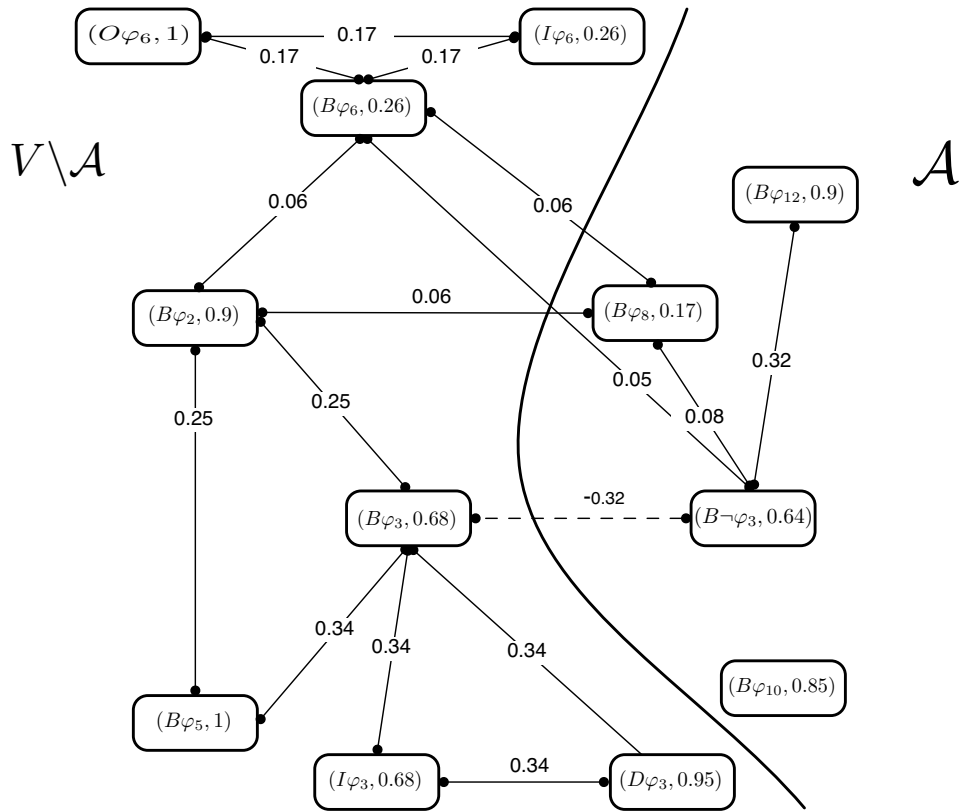 (Oφ₆, 1)
0.17
(Iφ₆, 0.26)
0.17
0.17
(Bφ₆, 0.26)
V\𝒜
𝒜
(Bφ₁₂, 0.9)
0.06
0.06
(Bφ₂, 0.9)
0.06
(Bφ₈, 0.17)
0.32
0.05
0.25
0.25
0.08
(Bφ₃, 0.68)
-0.32
(B¬φ₃, 0.64)
0.34
0.34
0.34
(Bφ₁₀, 0.85)
(Bφ₅, 1)
(Iφ₃, 0.68)
0.34
(Dφ₃, 0.95)